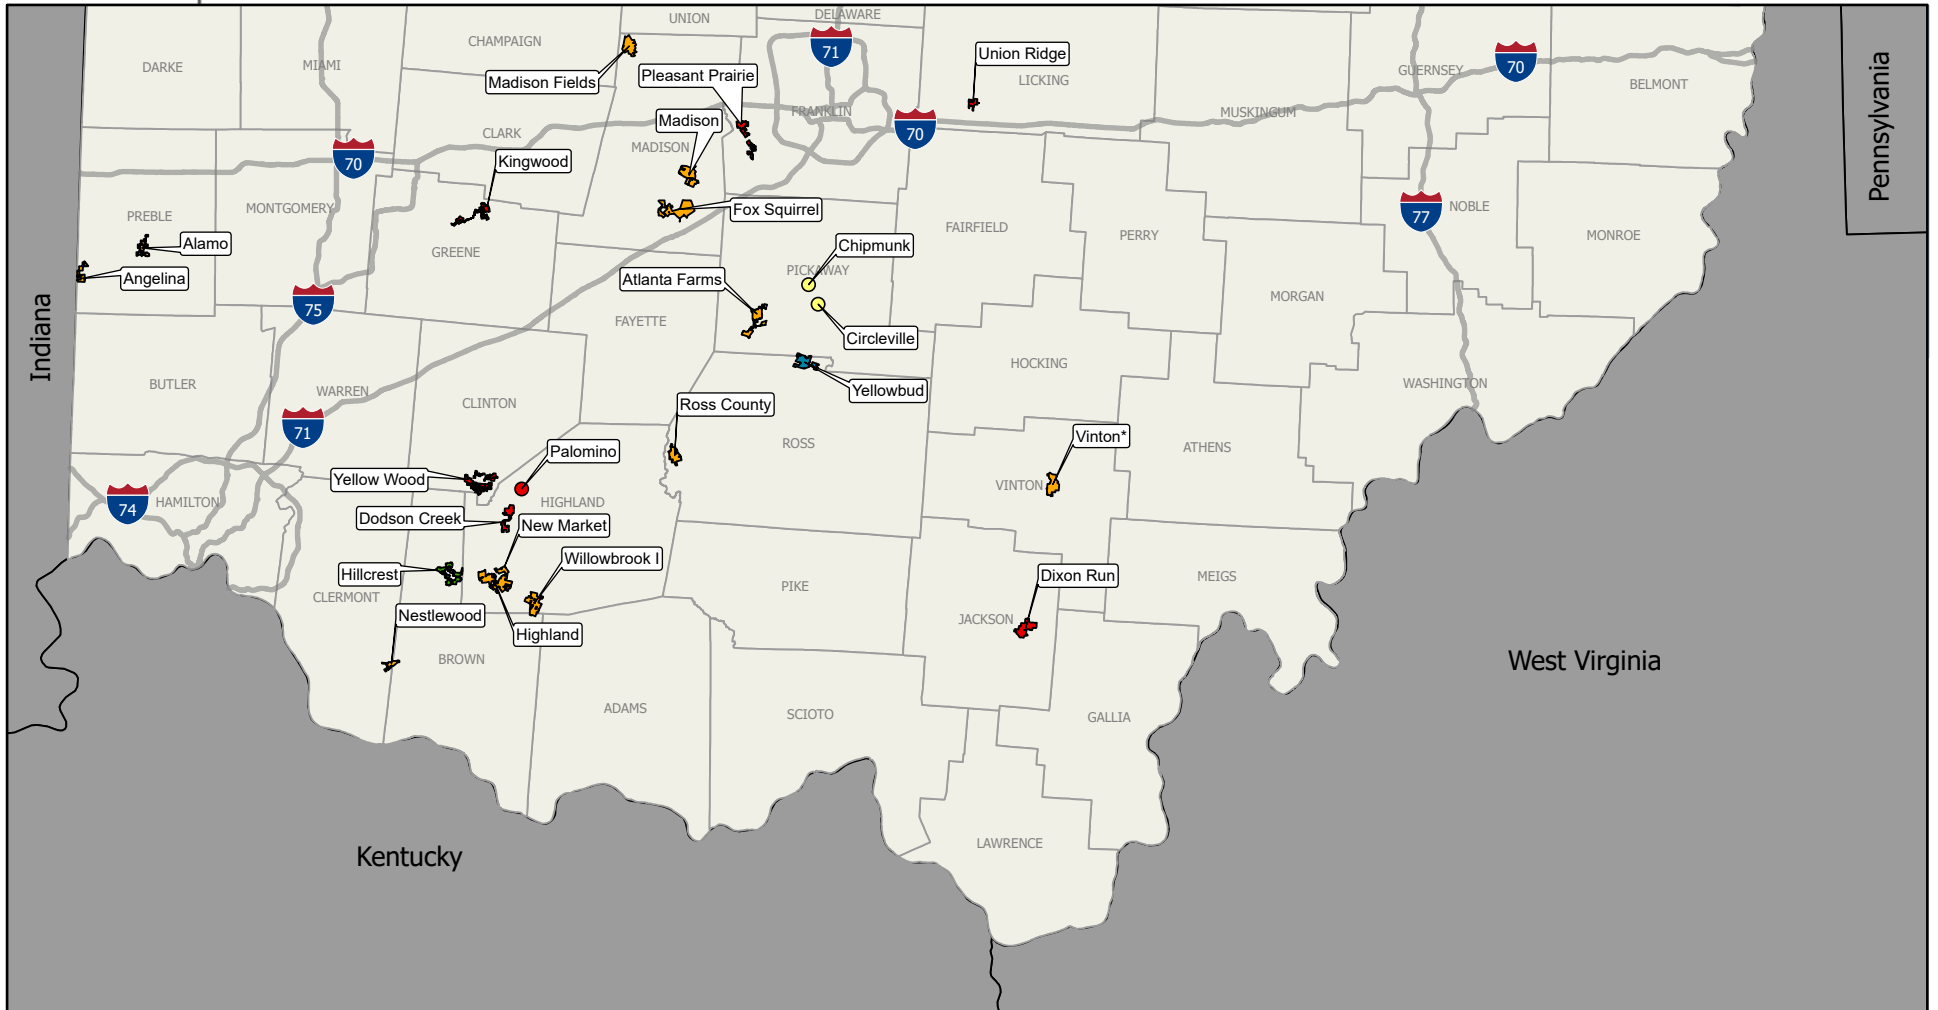 UNION
DELAWARE
CHAMPAIGN
71
Union Ridge
DARKE
MIAMI
Madison Fields
Pleasant Prairie
LICKING
GUERNSEY
70
BELMONT
Pennsylvania
FRANKLIN
MUSKINGUM
Madison
CLARK
MADISON
70
70
Kingwood
PREBLE
MONTGOMERY
Fox Squirrel
77
NOBLE
Alamo
GREENE
FAIRFIELD
PERRY
MONROE
Chipmunk
Angelina
PICKAWAY
Atlanta Farms
MORGAN
75
Indiana
FAYETTE
Circleville
HOCKING
BUTLER
WARREN
Yellowbud
WASHINGTON
CLINTON
Ross County
71
ROSS
Vinton*
ATHENS
Palomino
Yellow Wood
VINTON
74
HAMILTON
HIGHLAND
Dodson Creek
New Market
Willowbrook I
Hillcrest
PIKE
Dixon Run
MEIGS
CLERMONT
Nestlewood
JACKSON
Highland
BROWN
West Virginia
ADAMS
SCIOTO
GALLIA
LAWRENCE
Kentucky